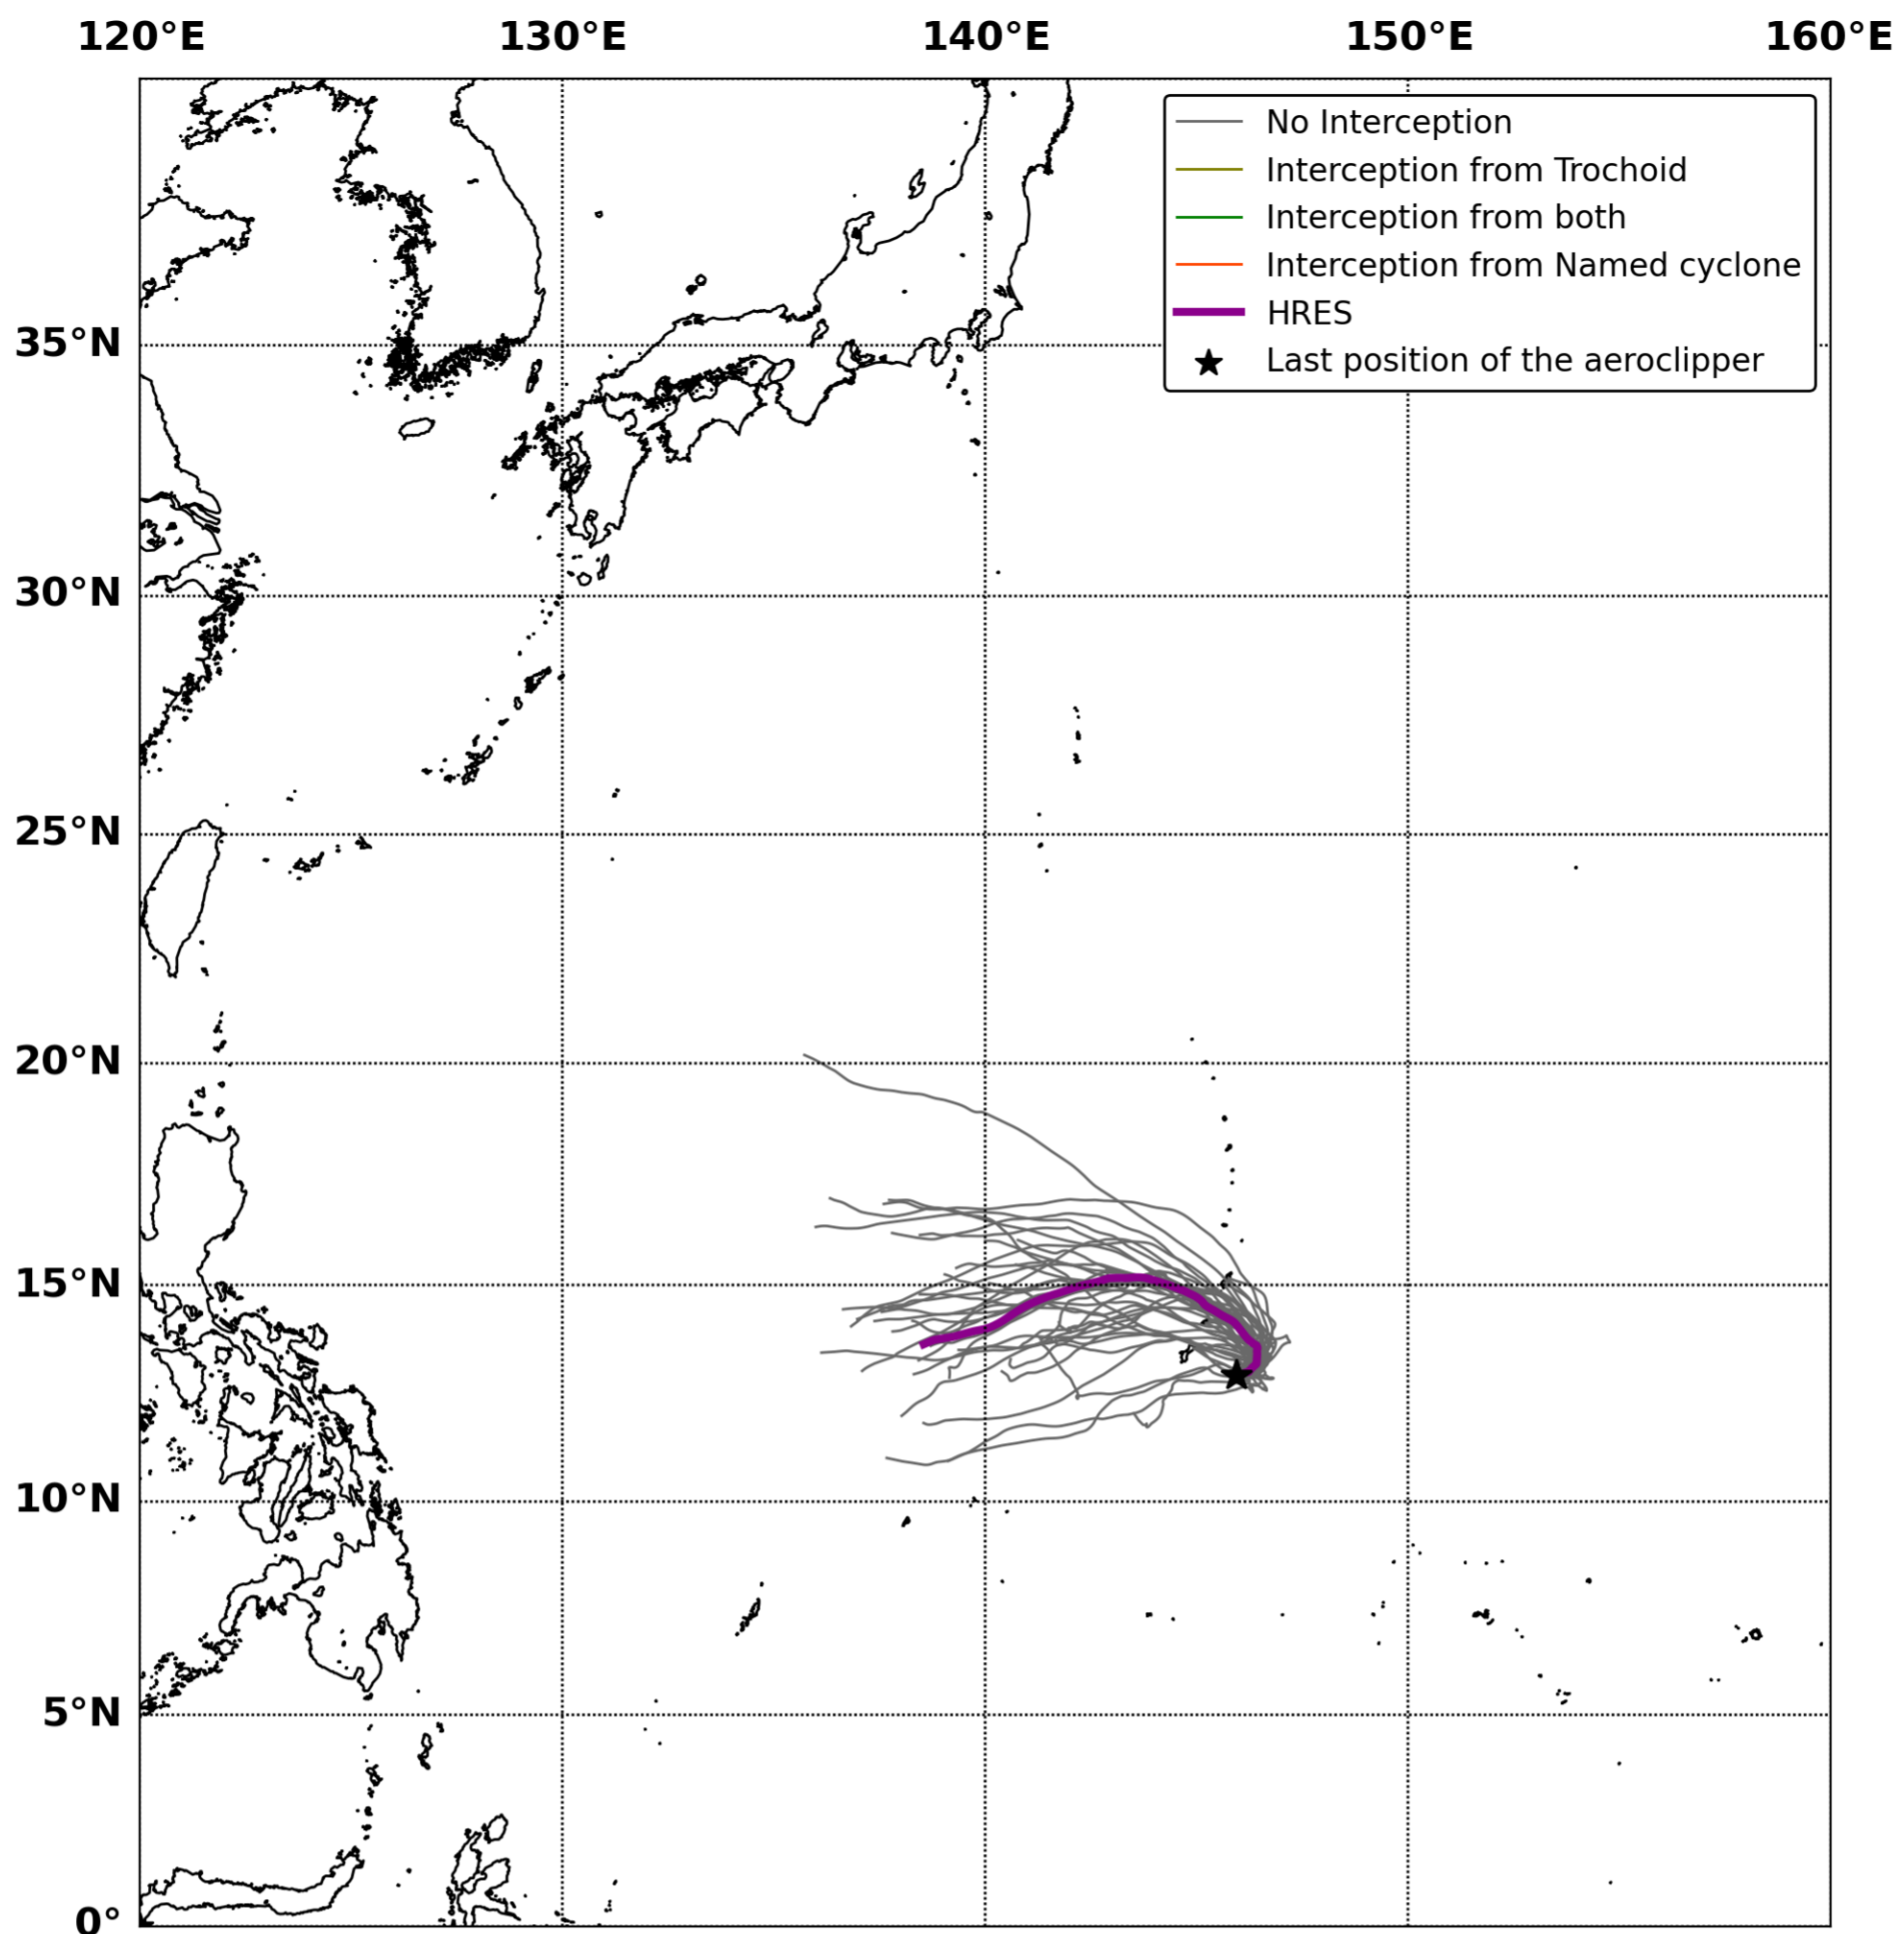 120°E 130°E 140°E 150°E 160°E
No Interception
Interception from Trochoid
Interception from both
Interception from Named cyclone
HRES
Last position of the aeroclipper
35°N
30°N
25°N
20°N
15°N
10°N
5°N
0°